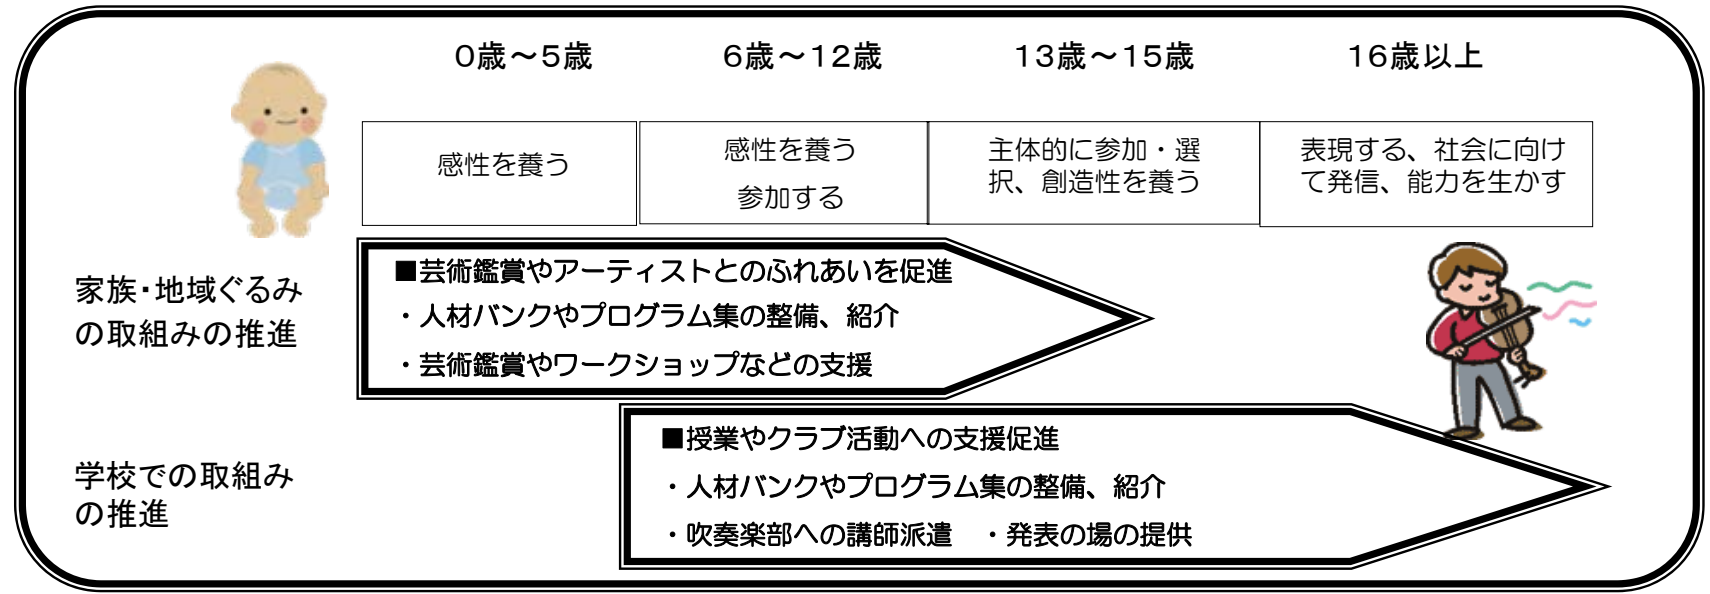 0歳～5歳 6歳～12歳 13歳～15歳 16歳以上
感性を養う
感性を養う
参加する
主体的に参加・選
択、創造性を養う
表現する、社会に向け
て発信、能力を生かす
家族・地域ぐるみ
の取組みの推進
■芸術鑑賞やアーティストとのふれあいを促進
・人材バンクやプログラム集の整備、紹介
・芸術鑑賞やワークショップなどの支援
学校での取組み
の推進
■授業やクラブ活動への支援促進
・人材バンクやプログラム集の整備、紹介
・吹奏楽部への講師派遣 ・発表の場の提供